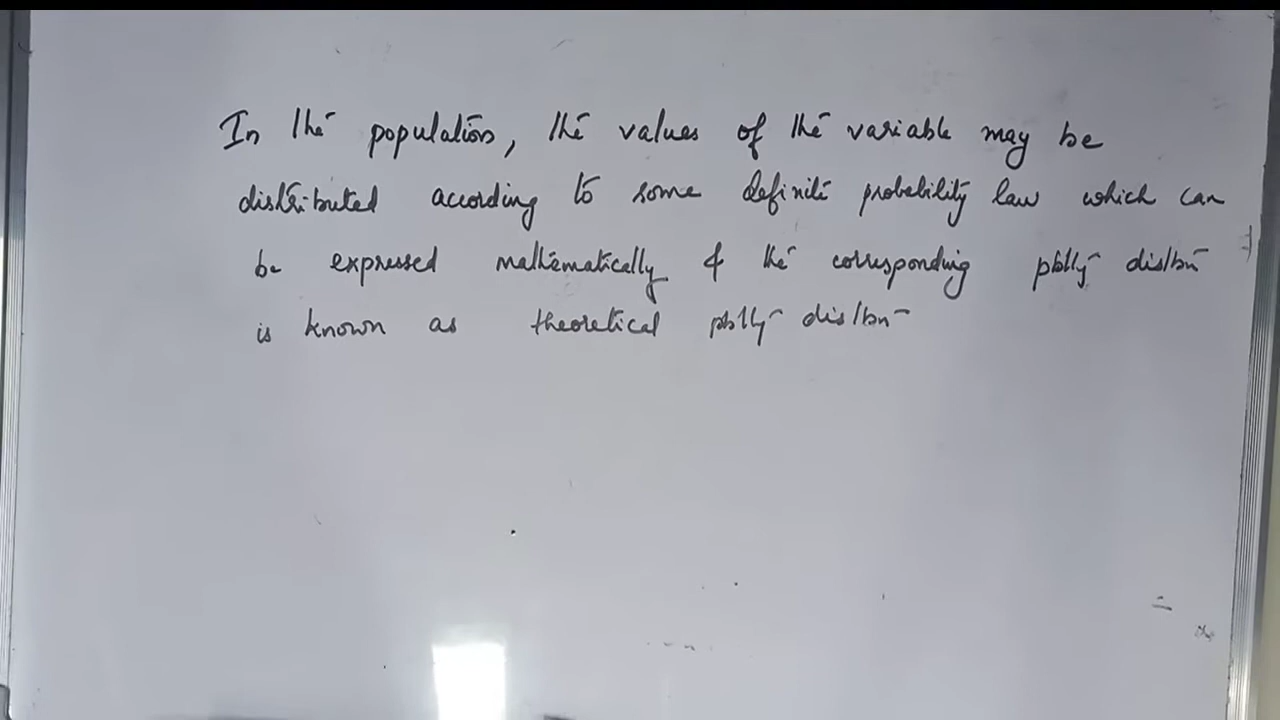 In the population, the values of the variable may be
distributed according to some definite probability law which can
be expressed mathematically & the corresponding pblty distbn
is known as theoretical pblty distbn